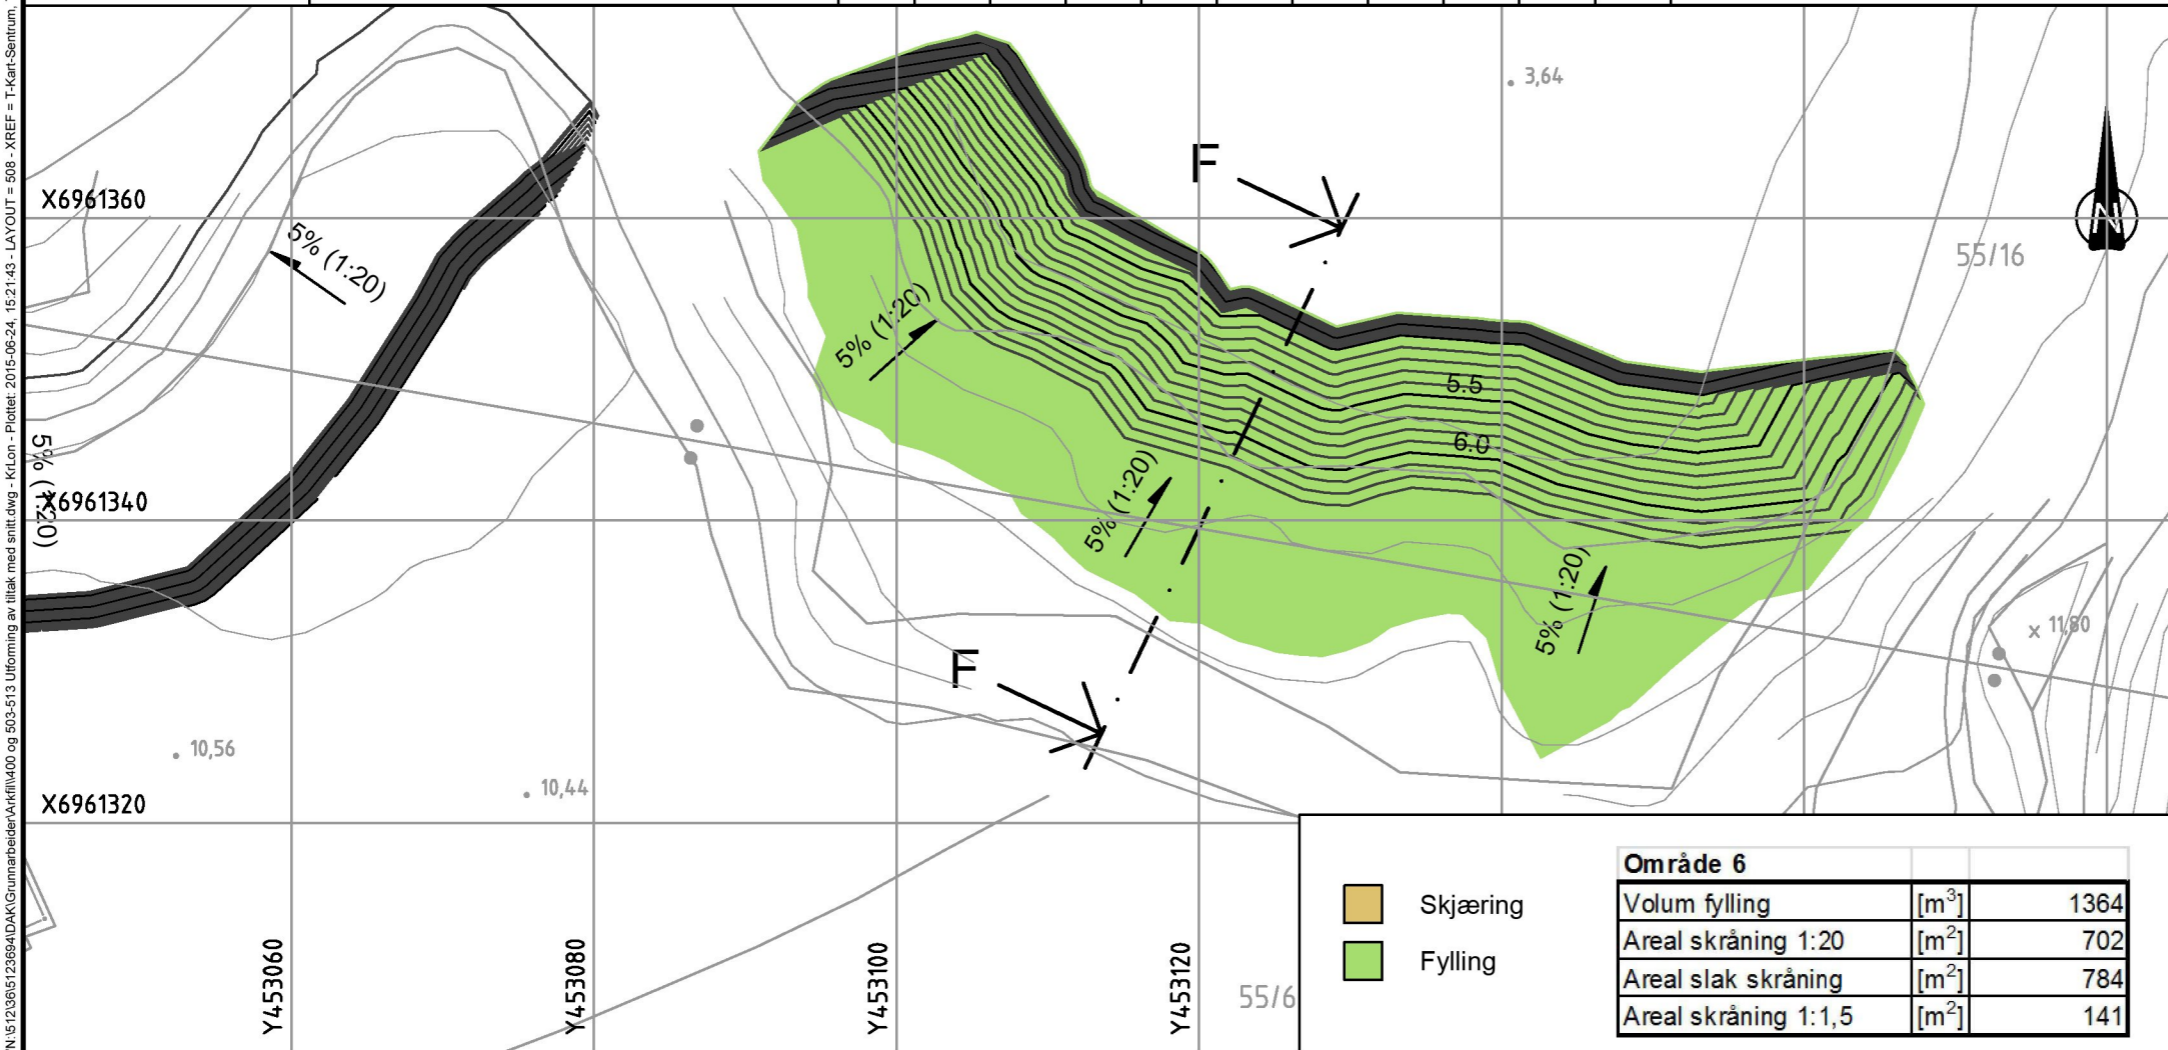 N:\512\36\5123694\DAK\Grunnarbeider\Arkfil\400 og 503-513 Utforming av tiltak med snitt.dwg - KrLon - Plottet: 2015-06-24, 15:21:43 - LAYOUT = 508 - XREF = T-Kart-Sentrum,
3,64
F
X6961360
5% (1:20)
N
55/16
5% (1:20)
5.5
6.0
5% (1:20)
X6961340
5% (1:20)
5% (1:20)
11,80
F
10,56
10,44
X6961320
Y453060
Y453080
Y453100
Y453120
55/6
Skjæring
Fylling
Område 6
Volum fylling [m³] 1364
Areal skråning 1:20 [m²] 702
Areal slak skråning [m²] 784
Areal skråning 1:1,5 [m²] 141